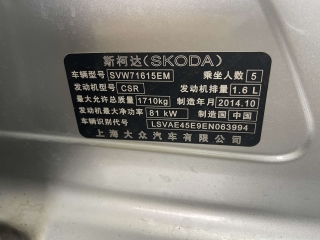 斯柯达(SKODA)
车辆型号 SVW71615EM 乘坐人数 5
发动机型号 CSR 发动机排量 1.6 L
最大允许总质量 1710kg 制造年月 2014.10
发动机最大净功率 81 kW 制造国 中国
车辆识别代号 LSVAE45E9EN063994
上海大众汽车有限公司